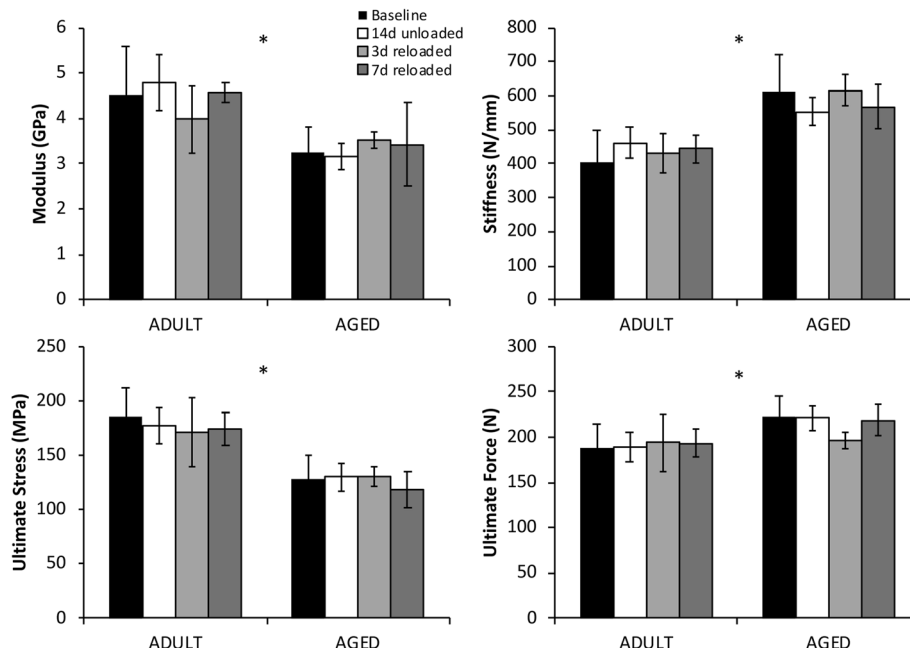 Baseline
14d unloaded
3d reloaded
7d reloaded
Modulus (GPa)
6
5
4
3
2
1
0
*
ADULT
AGED
Stiffness (N/mm)
800
700
600
500
400
300
200
100
0
*
ADULT
AGED
Ultimate Stress (MPa)
250
200
150
100
50
0
*
ADULT
AGED
Ultimate Force (N)
300
250
200
150
100
50
0
*
ADULT
AGED